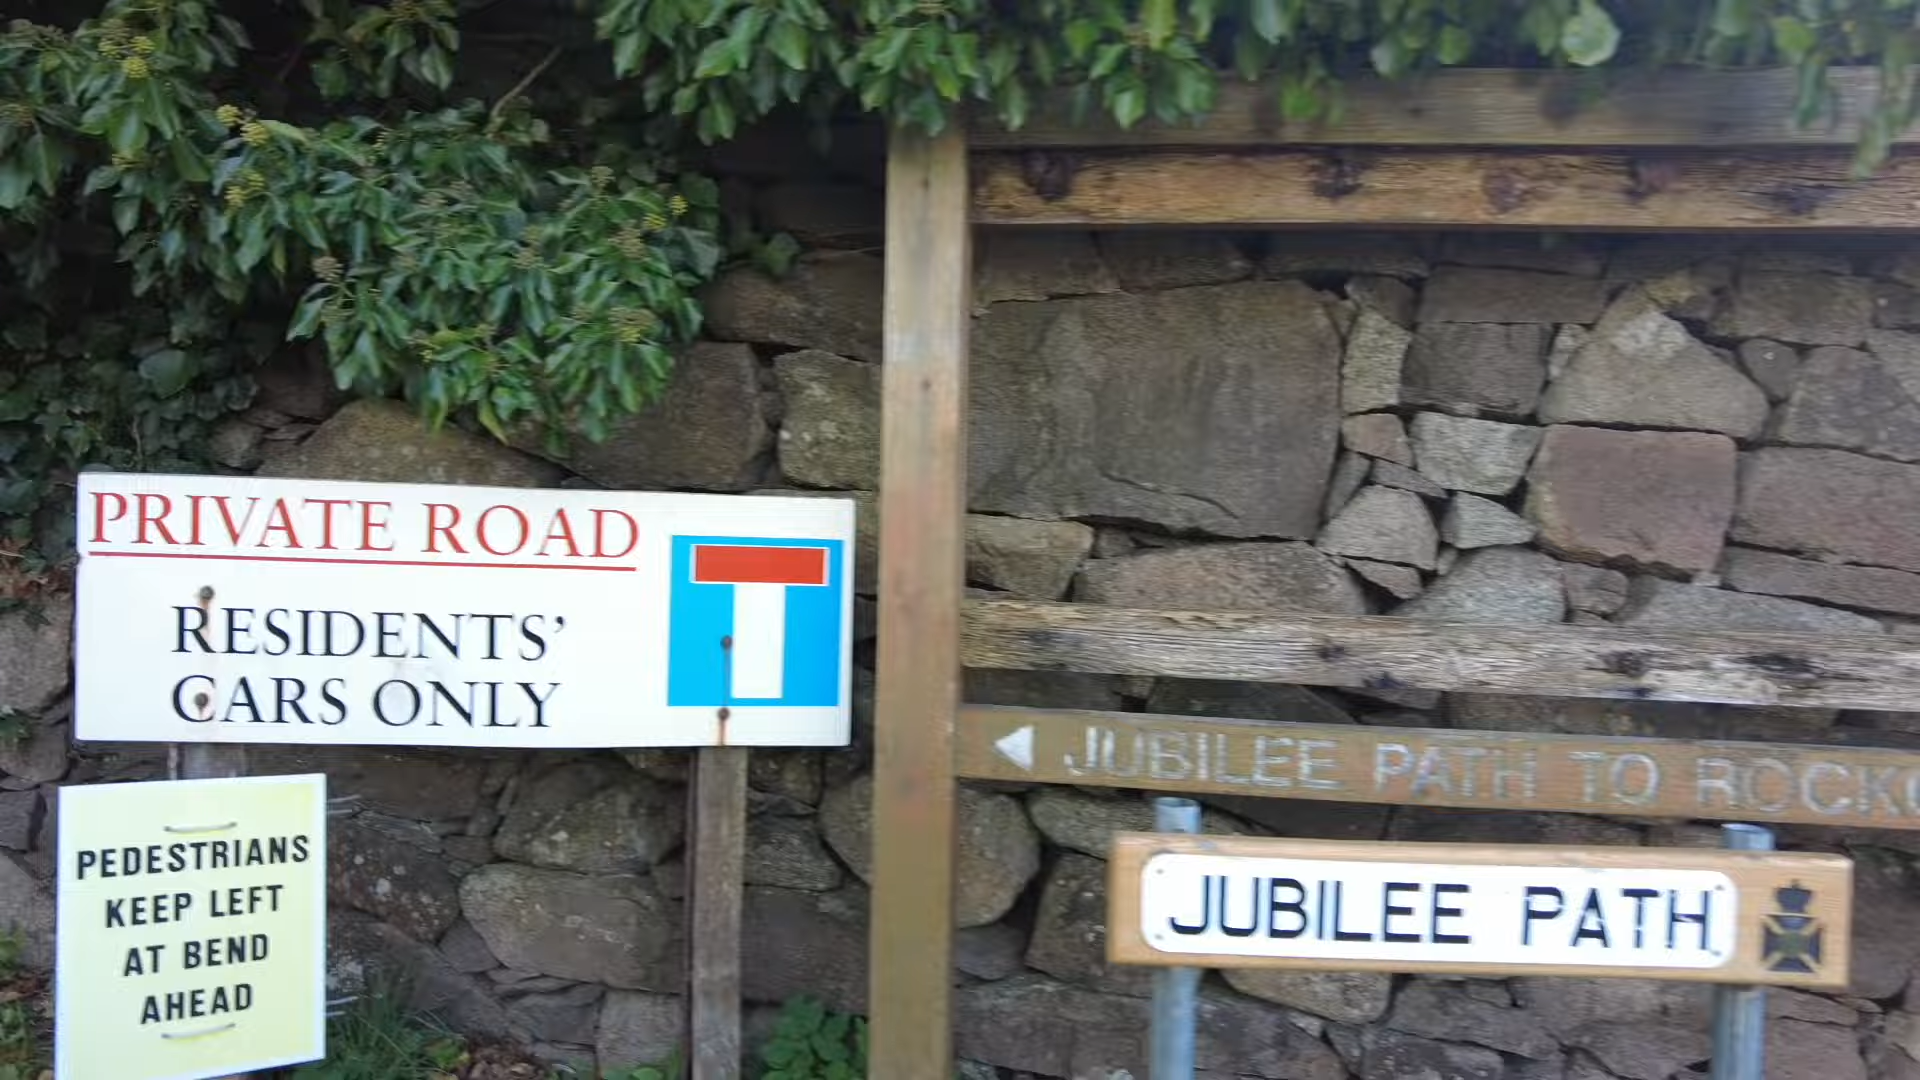 PRIVATE ROAD
RESIDENTS'
CARS ONLY
PEDESTRIANS
KEEP LEFT
AT BEND
AHEAD
JUBILEE PATH TO
JUBILEE PATH